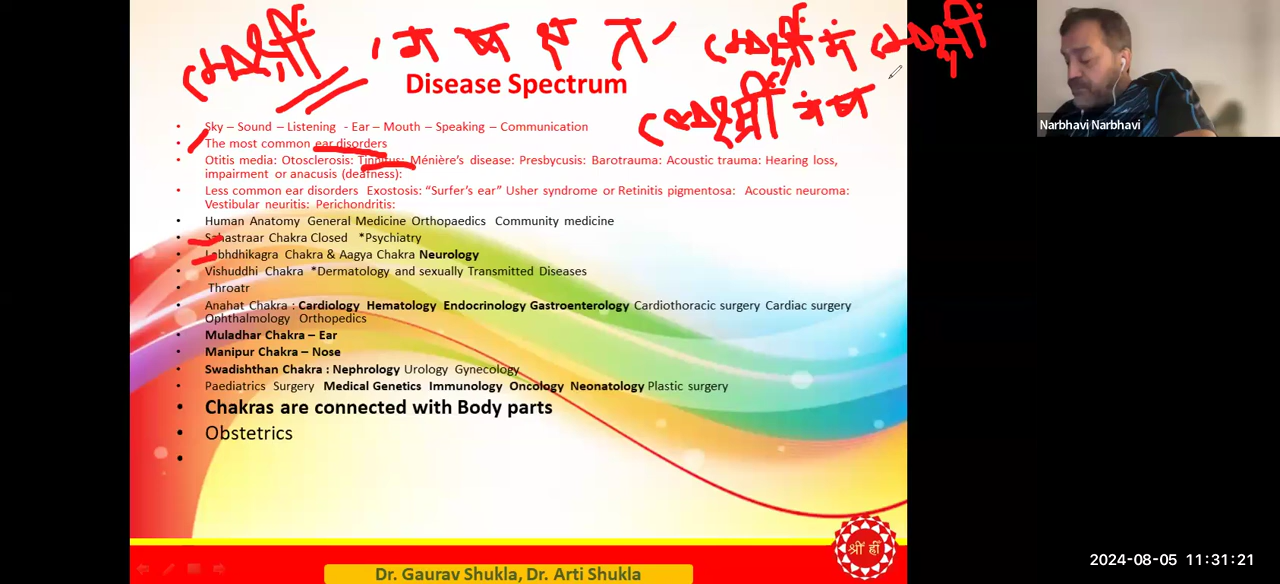 Disease Spectrum
• Sky – Sound – Listening - Ear – Mouth – Speaking – Communication
• The most common ear disorders
• Otitis media: Otosclerosis: Tinnitus: Ménière's disease: Presbycusis: Barotrauma: Acoustic trauma: Hearing loss,
impairment or anacusis (deafness):
• Less common ear disorders Exostosis: "Surfer's ear" Usher syndrome or Retinitis pigmentosa: Acoustic neuroma:
Vestibular neuritis: Perichondritis:
• Human Anatomy General Medicine Orthopaedics Community medicine
• Sahastraar Chakra Closed *Psychiatry
• Labhdhikagra Chakra & Aagya Chakra Neurology
• Vishuddhi Chakra *Dermatology and sexually Transmitted Diseases
• Throatr
• Anahat Chakra : Cardiology Hematology Endocrinology Gastroenterology Cardiothoracic surgery Cardiac surgery
Ophthalmology Orthopedics
• Muladhar Chakra – Ear
• Manipur Chakra – Nose
• Swadishthan Chakra : Nephrology Urology Gynecology
• Paediatrics Surgery Medical Genetics Immunology Oncology Neonatology Plastic surgery
• Chakras are connected with Body parts
• Obstetrics
•
श्रीं ह्रीं
Dr. Gaurav Shukla, Dr. Arti Shukla
Narbhavi Narbhavi
2024-08-05 11:31:21